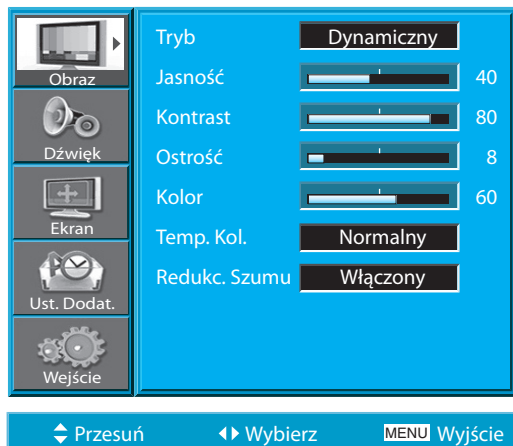 Obraz
Dźwięk
Ekran
Ust. Dodat.
Wejście
Tryb Dynamiczny
Jasność 40
Kontrast 80
Ostrość 8
Kolor 60
Temp. Kol. Normalny
Redukc. Szumu Włączony
Przesuń Wybierz MENU Wyjście